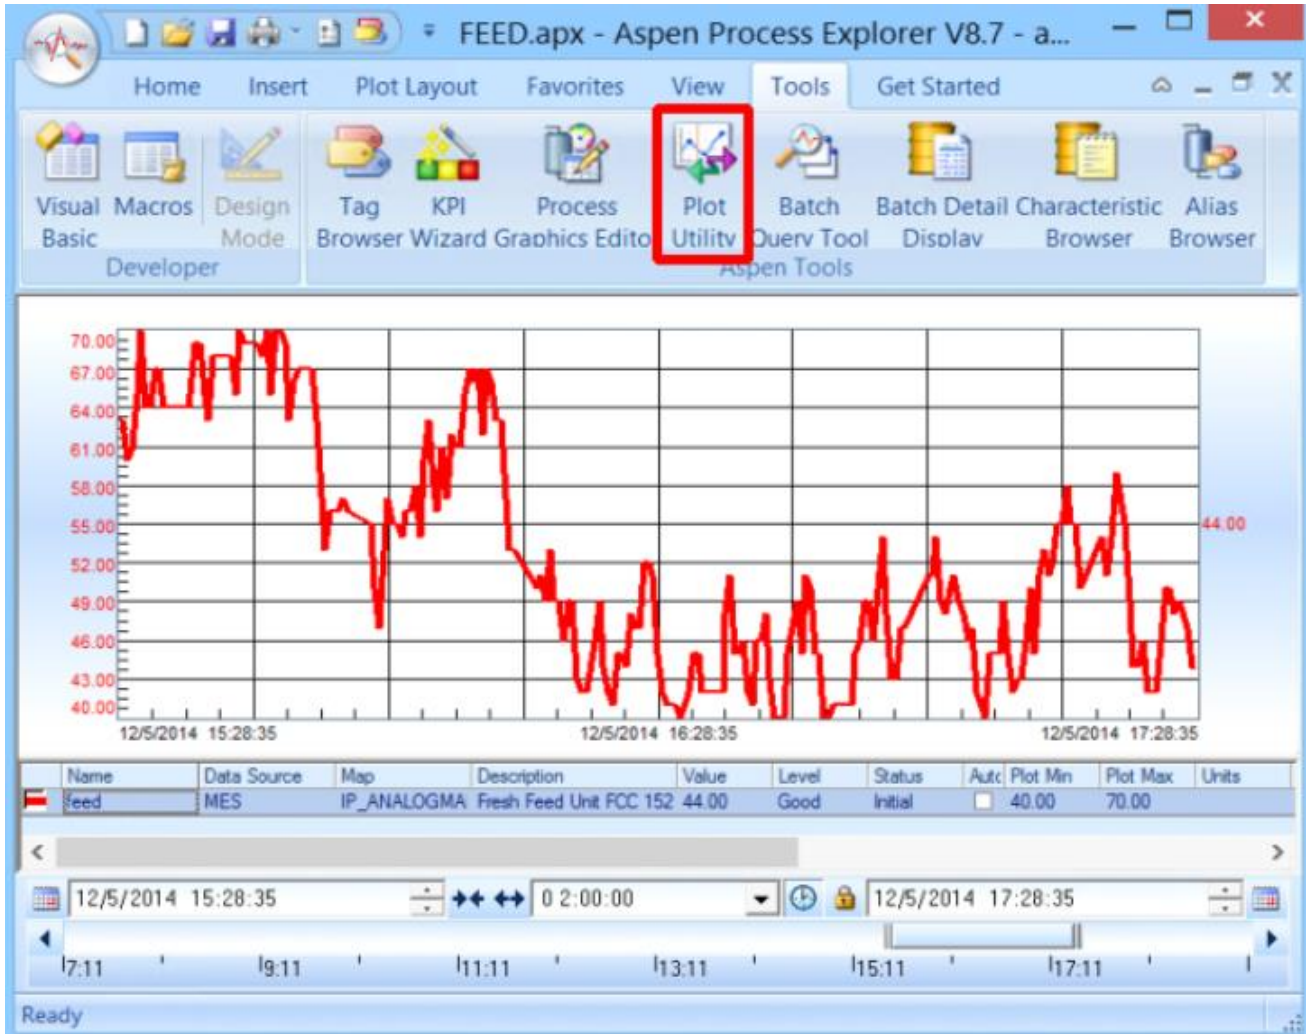 FEED.apx - Aspen Process Explorer V8.7 - a...
Home Insert Plot Layout Favorites View Tools Get Started
Visual Macros Design Tag KPI Process Plot Batch Batch Detail Characteristic Alias
Basic Mode Browser Wizard Graphics Edito Utility Query Tool Display Browser Browser
Developer Aspen Tools
70.00
67.00
64.00
61.00
58.00
55.00 44.00
52.00
49.00
46.00
43.00
40.00
12/5/2014 15:28:35 12/5/2014 16:28:35 12/5/2014 17:28:35
Name Data Source Map Description Value Level Status Autc Plot Min Plot Max Units
feed MES IP_ANALOGMA Fresh Feed Unit FCC 152 44.00 Good Initial 40.00 70.00
12/5/2014 15:28:35 0 2:00:00 12/5/2014 17:28:35
7:11 9:11 11:11 13:11 15:11 17:11
Ready